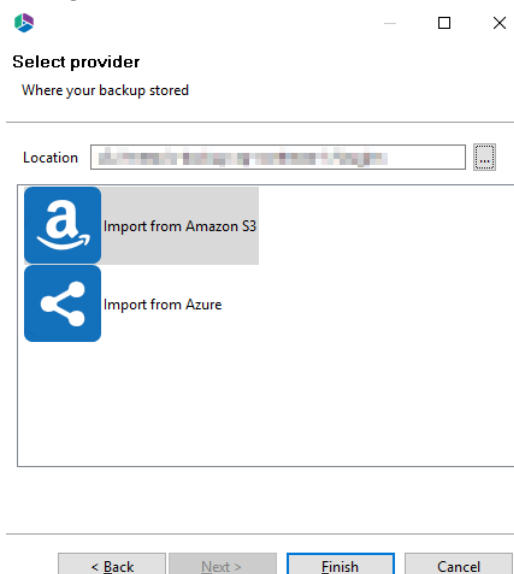 Select provider
Where your backup stored
Location
...
Import from Amazon S3
Import from Azure
< Back Next > Finish Cancel